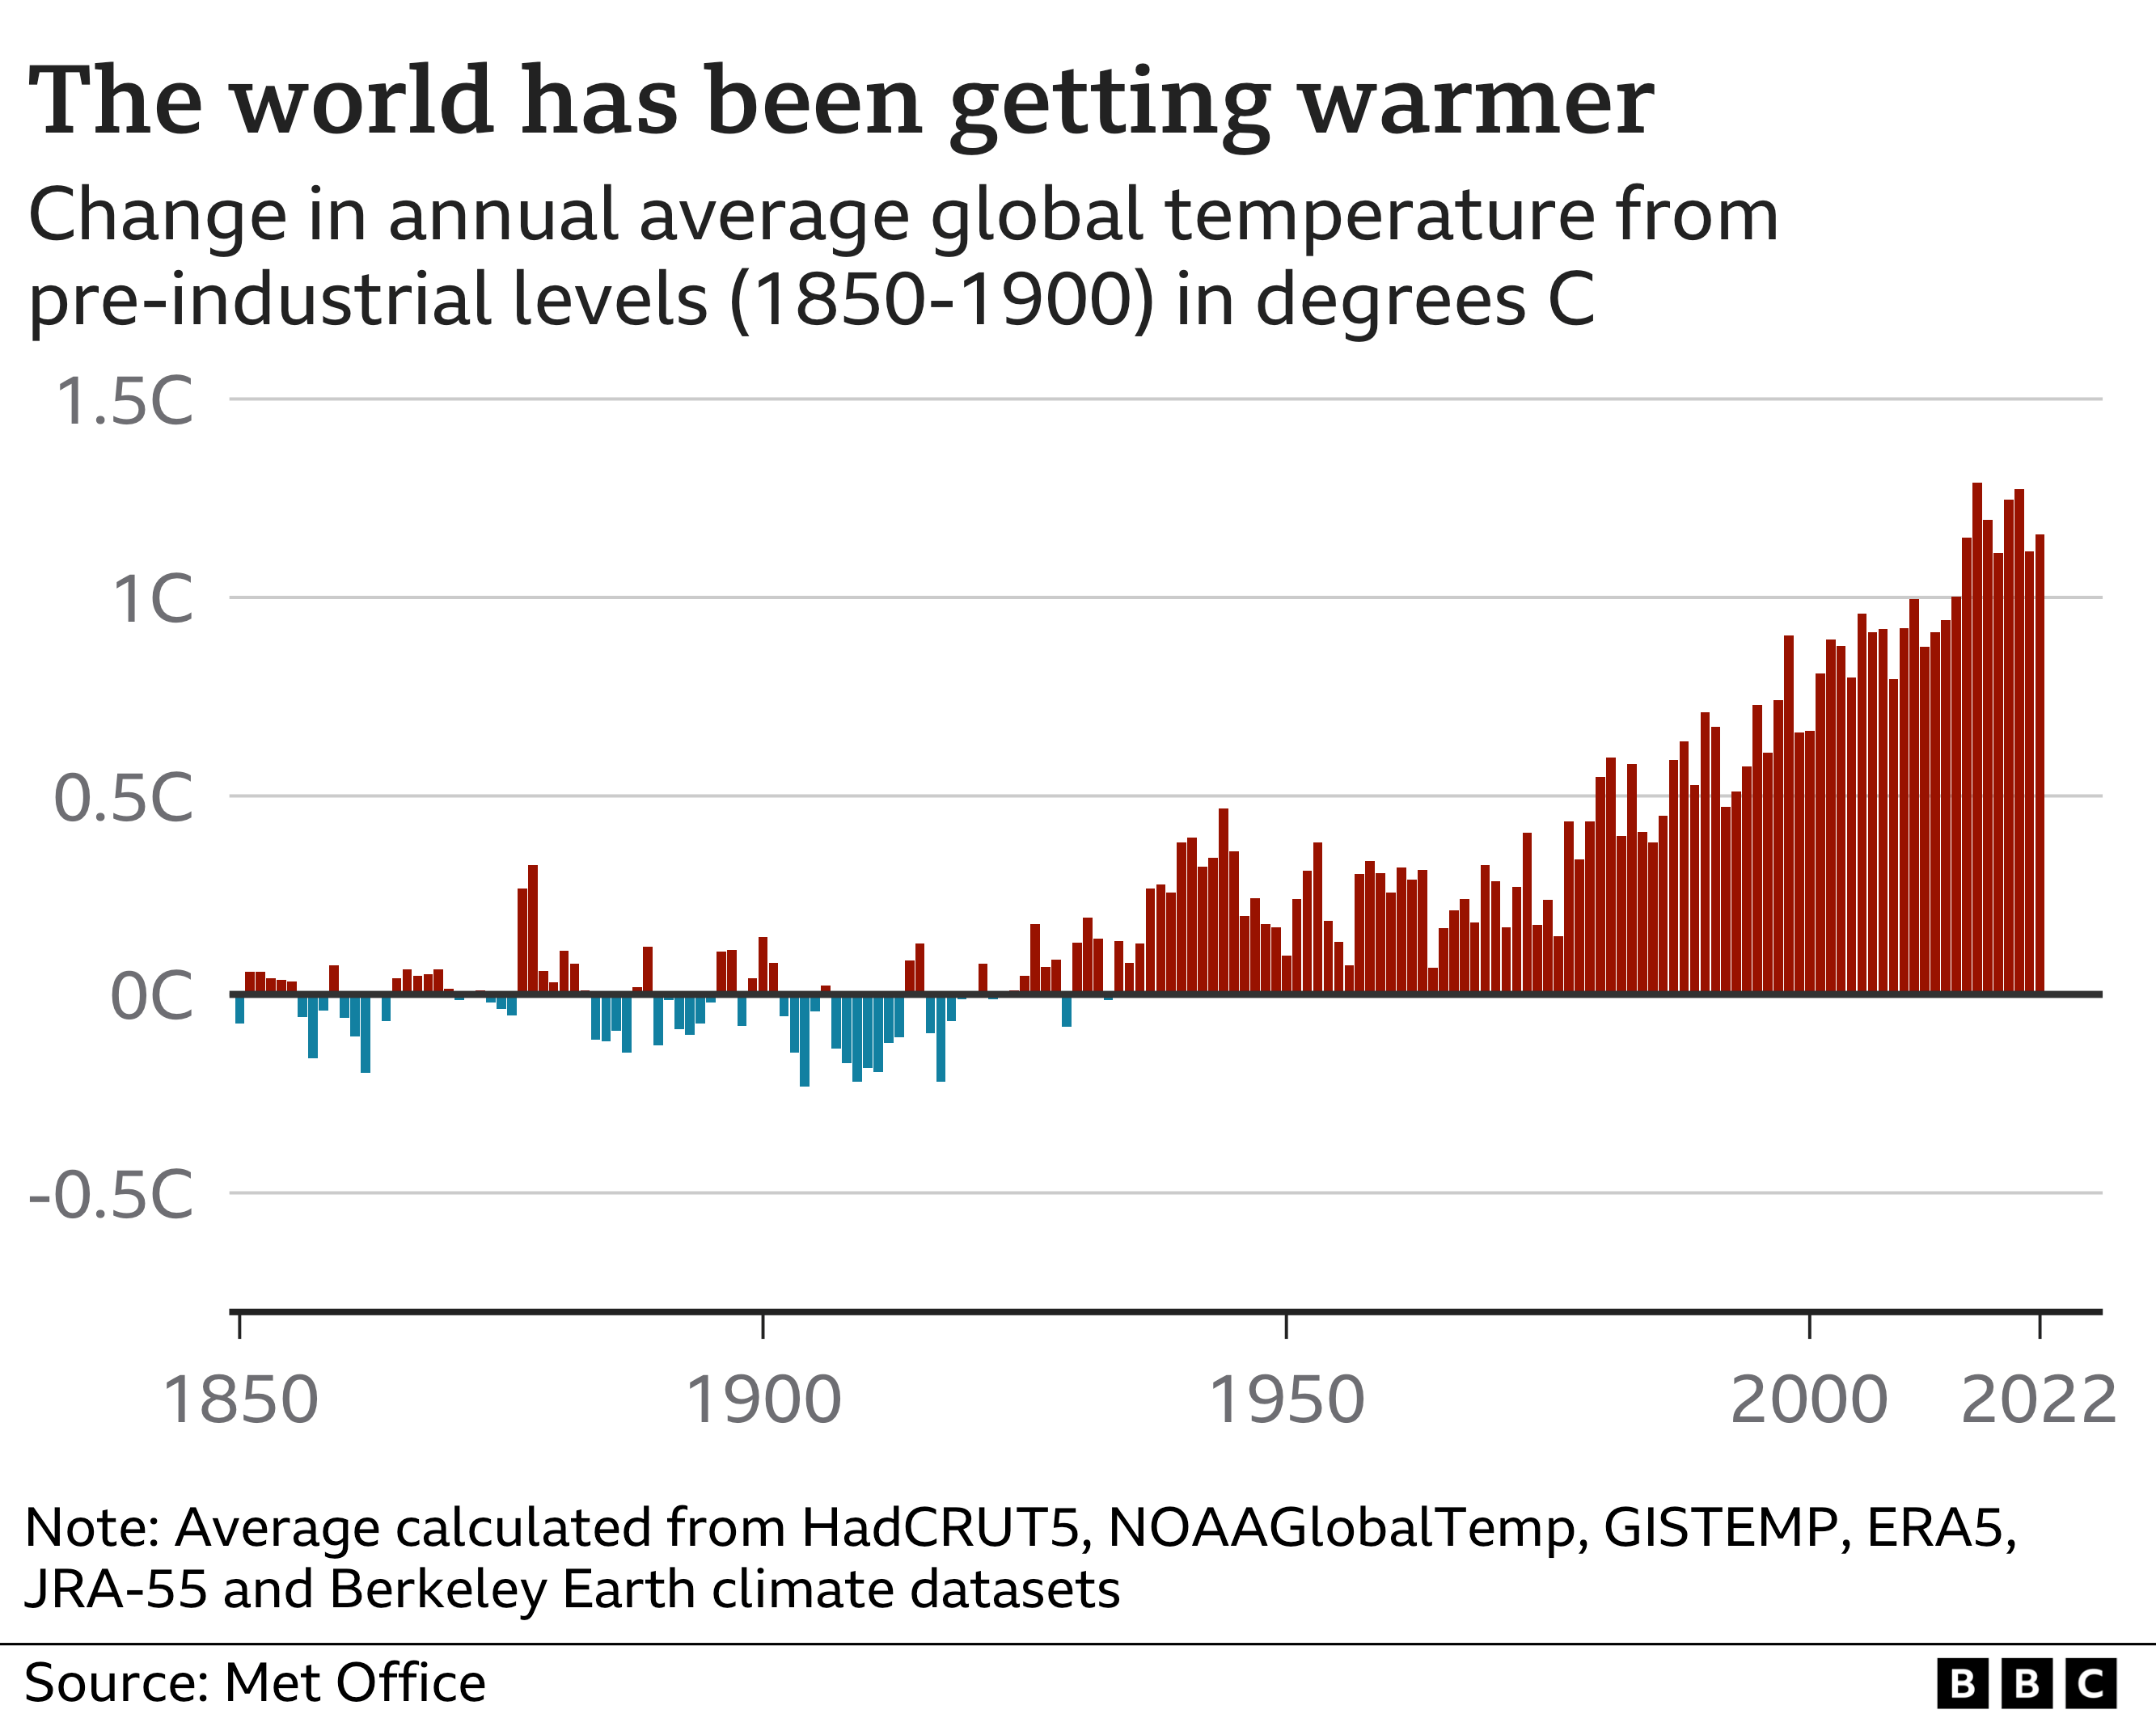 The world has been getting warmer
Change in annual average global temperature from
pre-industrial levels (1850-1900) in degrees C
1.5C
1C
0.5C
0C
-0.5C
1850 1900 1950 2000 2022
Note: Average calculated from HadCRUT5, NOAAGlobalTemp, GISTEMP, ERA5,
JRA-55 and Berkeley Earth climate datasets
Source: Met Office BBC